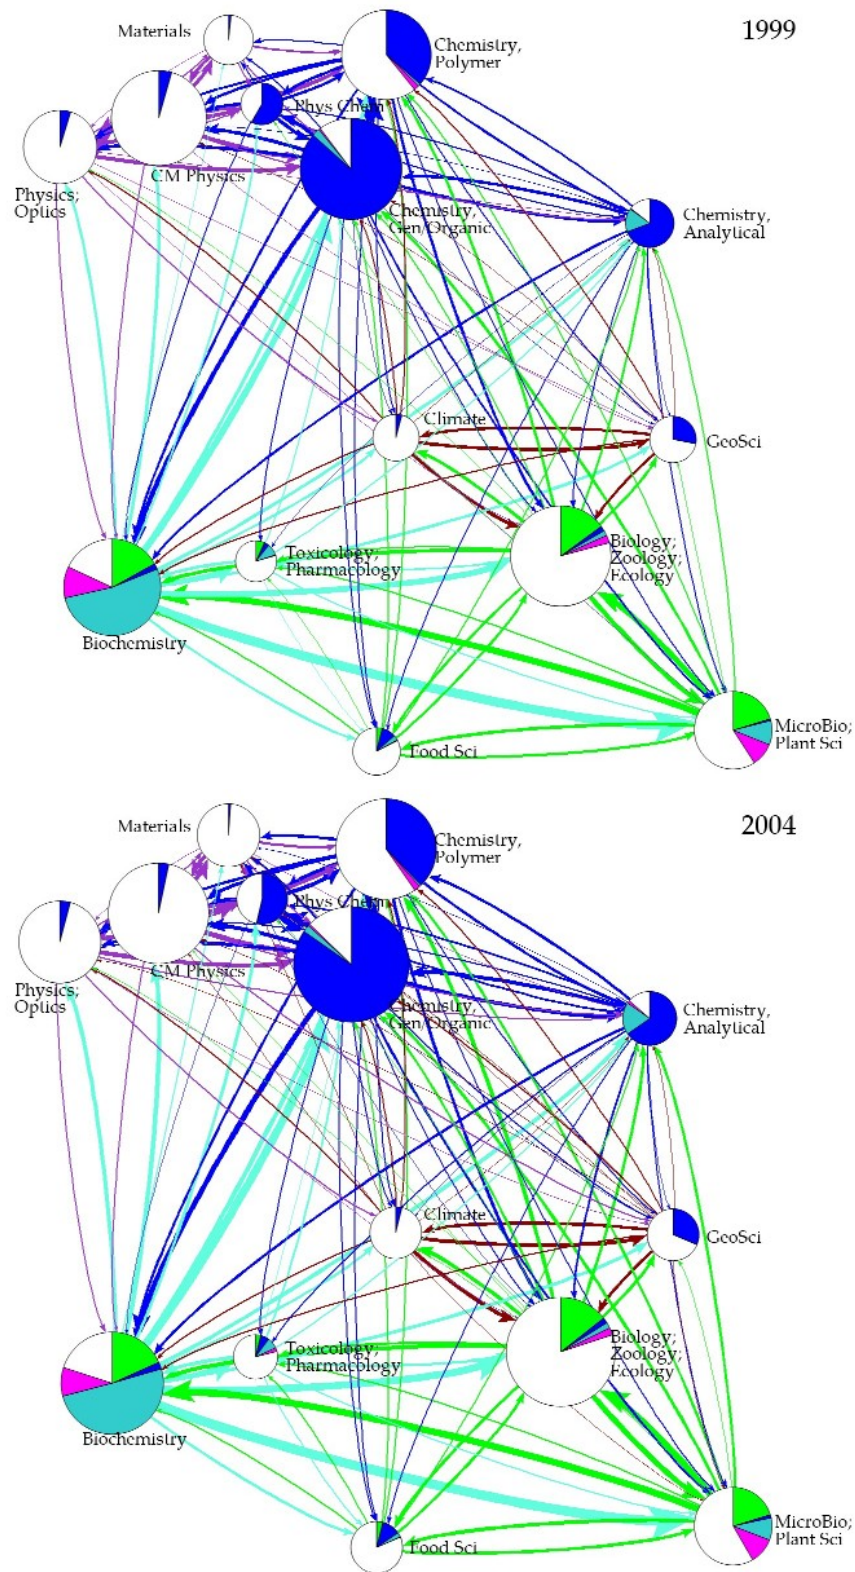 1999
Materials
Chemistry,
Polymer
Phys Chem
CM Physics
Physics;
Optics
Chemistry,
Gen/Organic
Chemistry,
Analytical
Climate
GeoSci
Toxicology;
Pharmacology
Biology;
Zoology;
Ecology
Biochemistry
Food Sci
MicroBio;
Plant Sci
2004
Materials
Chemistry,
Polymer
Phys Chem
CM Physics
Physics;
Optics
Chemistry,
Gen/Organic
Chemistry,
Analytical
Climate
GeoSci
Toxicology;
Pharmacology
Biology;
Zoology;
Ecology
Biochemistry
Food Sci
MicroBio;
Plant Sci